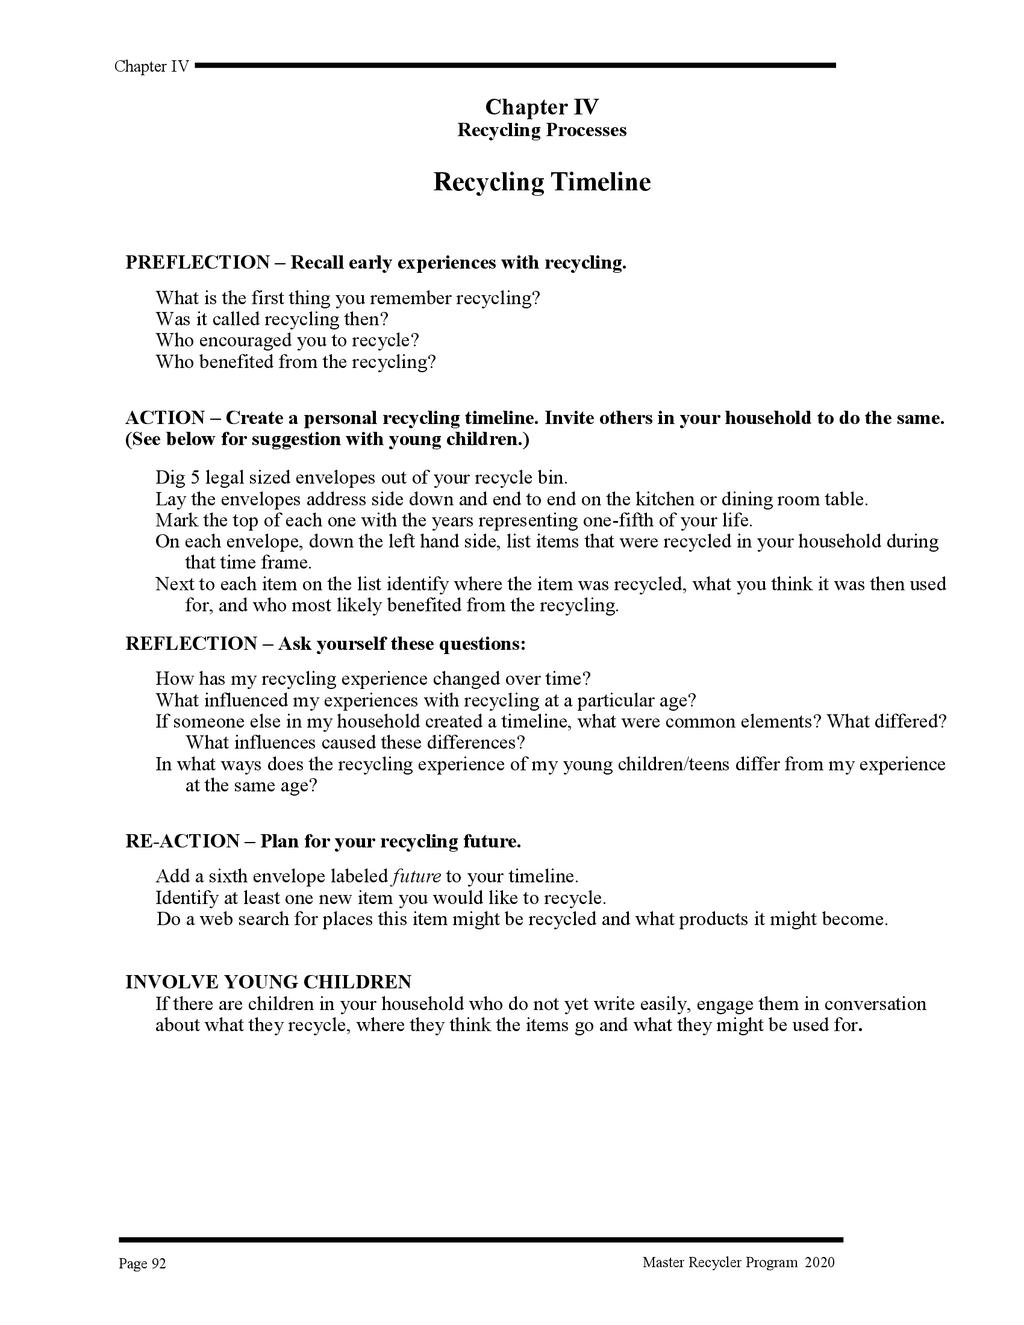 Chapter IV
Chapter IV
Recycling Processes
Recycling Timeline
PREFLECTION – Recall early experiences with recycling.
What is the first thing you remember recycling?
Was it called recycling then?
Who encouraged you to recycle?
Who benefited from the recycling?
ACTION – Create a personal recycling timeline. Invite others in your household to do the same.
(See below for suggestion with young children.)
Dig 5 legal sized envelopes out of your recycle bin.
Lay the envelopes address side down and end to end on the kitchen or dining room table.
Mark the top of each one with the years representing one-fifth of your life.
On each envelope, down the left hand side, list items that were recycled in your household during
that time frame.
Next to each item on the list identify where the item was recycled, what you think it was then used
for, and who most likely benefited from the recycling.
REFLECTION – Ask yourself these questions:
How has my recycling experience changed over time?
What influenced my experiences with recycling at a particular age?
If someone else in my household created a timeline, what were common elements? What differed?
What influences caused these differences?
In what ways does the recycling experience of my young children/teens differ from my experience
at the same age?
RE-ACTION – Plan for your recycling future.
Add a sixth envelope labeled future to your timeline.
Identify at least one new item you would like to recycle.
Do a web search for places this item might be recycled and what products it might become.
INVOLVE YOUNG CHILDREN
If there are children in your household who do not yet write easily, engage them in conversation
about what they recycle, where they think the items go and what they might be used for.
Page 92
Master Recycler Program 2020